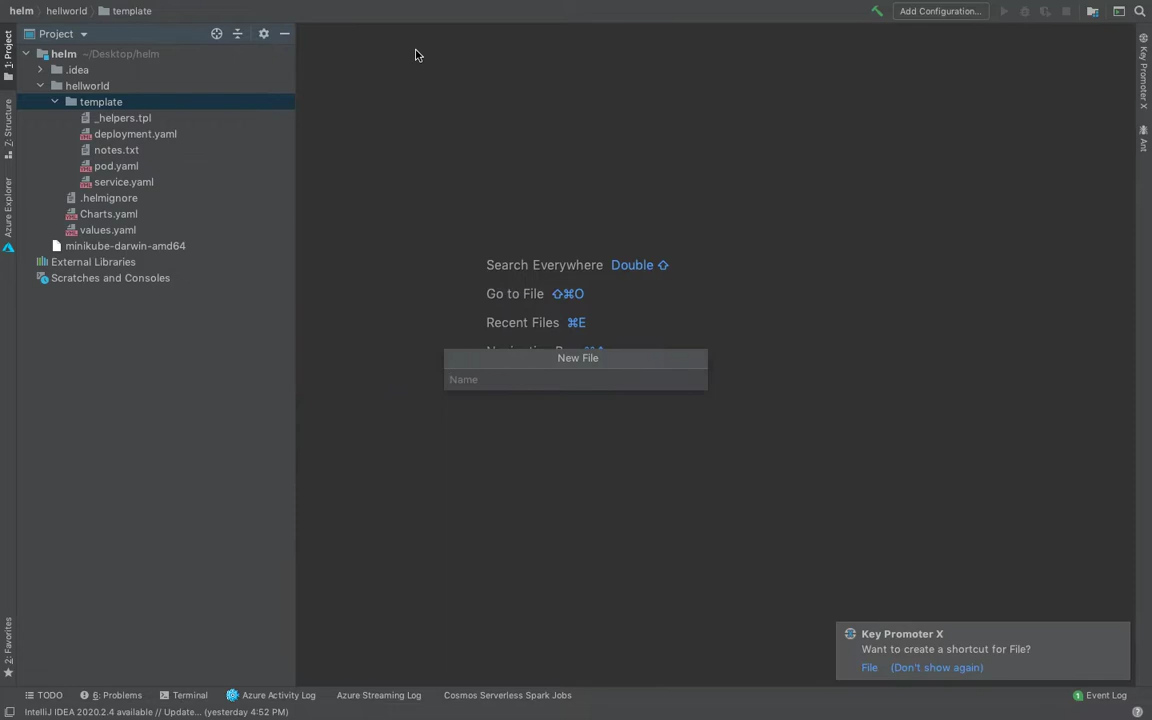 helm hellworld template
Add Configuration...
Project
helm ~/Desktop/helm
.idea
hellworld
template
_helpers.tpl
deployment.yaml
notes.txt
pod.yaml
service.yaml
.helmignore
Charts.yaml
values.yaml
minikube-darwin-amd64
External Libraries
Scratches and Consoles
1: Project
Z: Structure
Azure Explorer
2: Favorites
Search Everywhere Double ⇧
Go to File ⇧⌘O
Recent Files ⌘E
New File
Name
Key Promoter X
Ant
Key Promoter X
Want to create a shortcut for File?
File (Don't show again)
TODO 6: Problems Terminal Azure Activity Log Azure Streaming Log Cosmos Serverless Spark Jobs 1 Event Log
IntelliJ IDEA 2020.2.4 available // Update... (yesterday 4:52 PM)